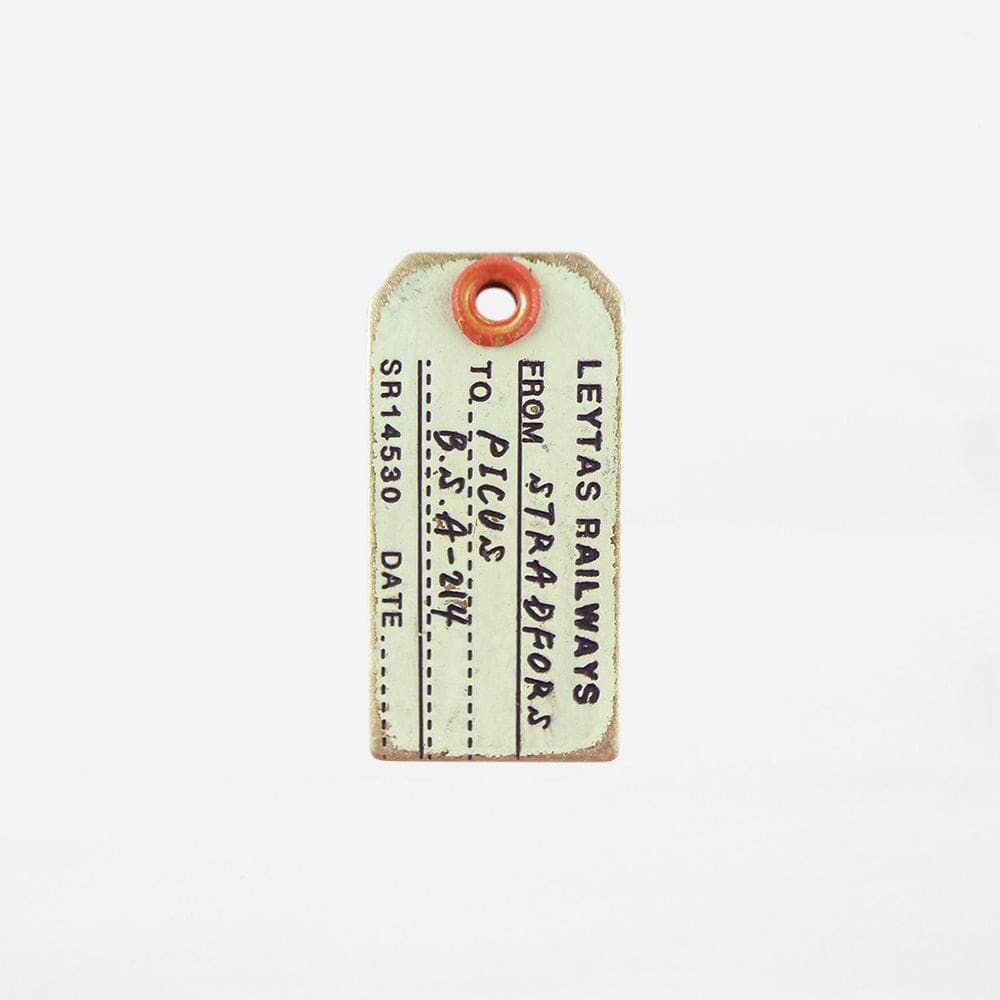 LEYTAS RAILWAYS
FROM STRADFORS
TO PICUS
B.S.A-214
SR14530 DATE